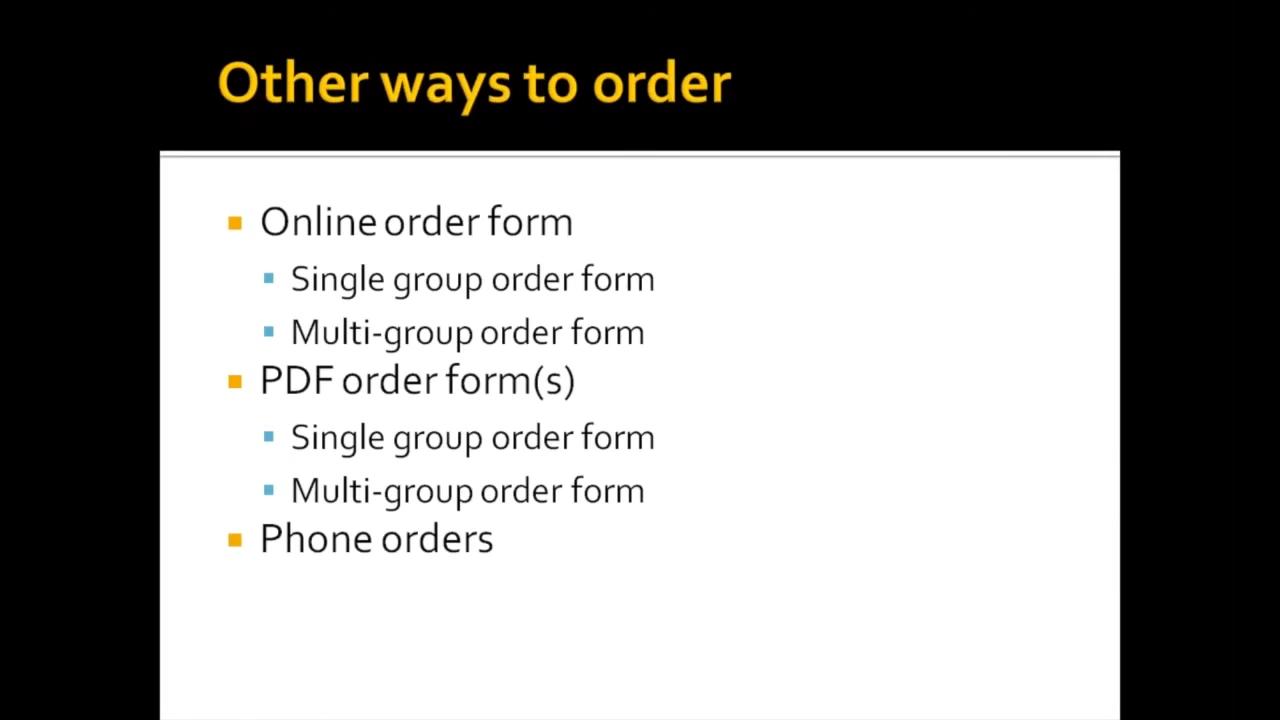 Other ways to order
Online order form
Single group order form
Multi-group order form
PDF order form(s)
Single group order form
Multi-group order form
Phone orders